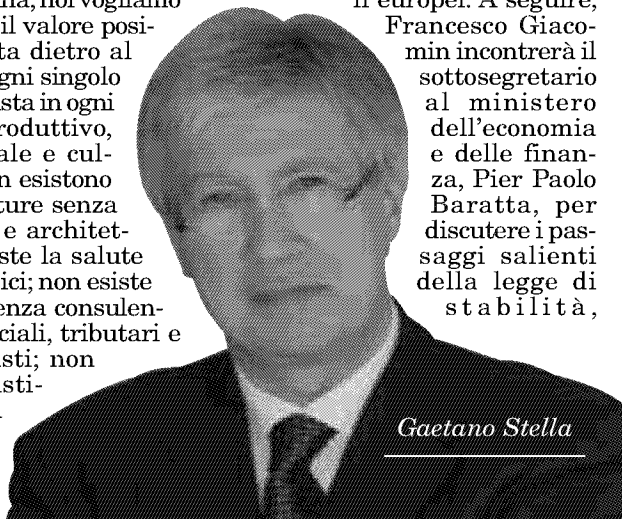 na, noi vogliamo
il valore posi-
ta dietro al
gni singolo
sta in ogni
roduttivo,
ale e cul-
n esistono
ture senza
e architet-
ste la salute
ici; non esiste
enza consulen-
ciali, tributari e
sti; non
sti-
ii europei. A seguire,
Francesco Giaco-
min incontrerà il
sottosegretario
al ministero
dell'economia
e delle finan-
za, Pier Paolo
Baratta, per
discutere i pas-
saggi salienti
della legge di
stabilità,
Gaetano Stella